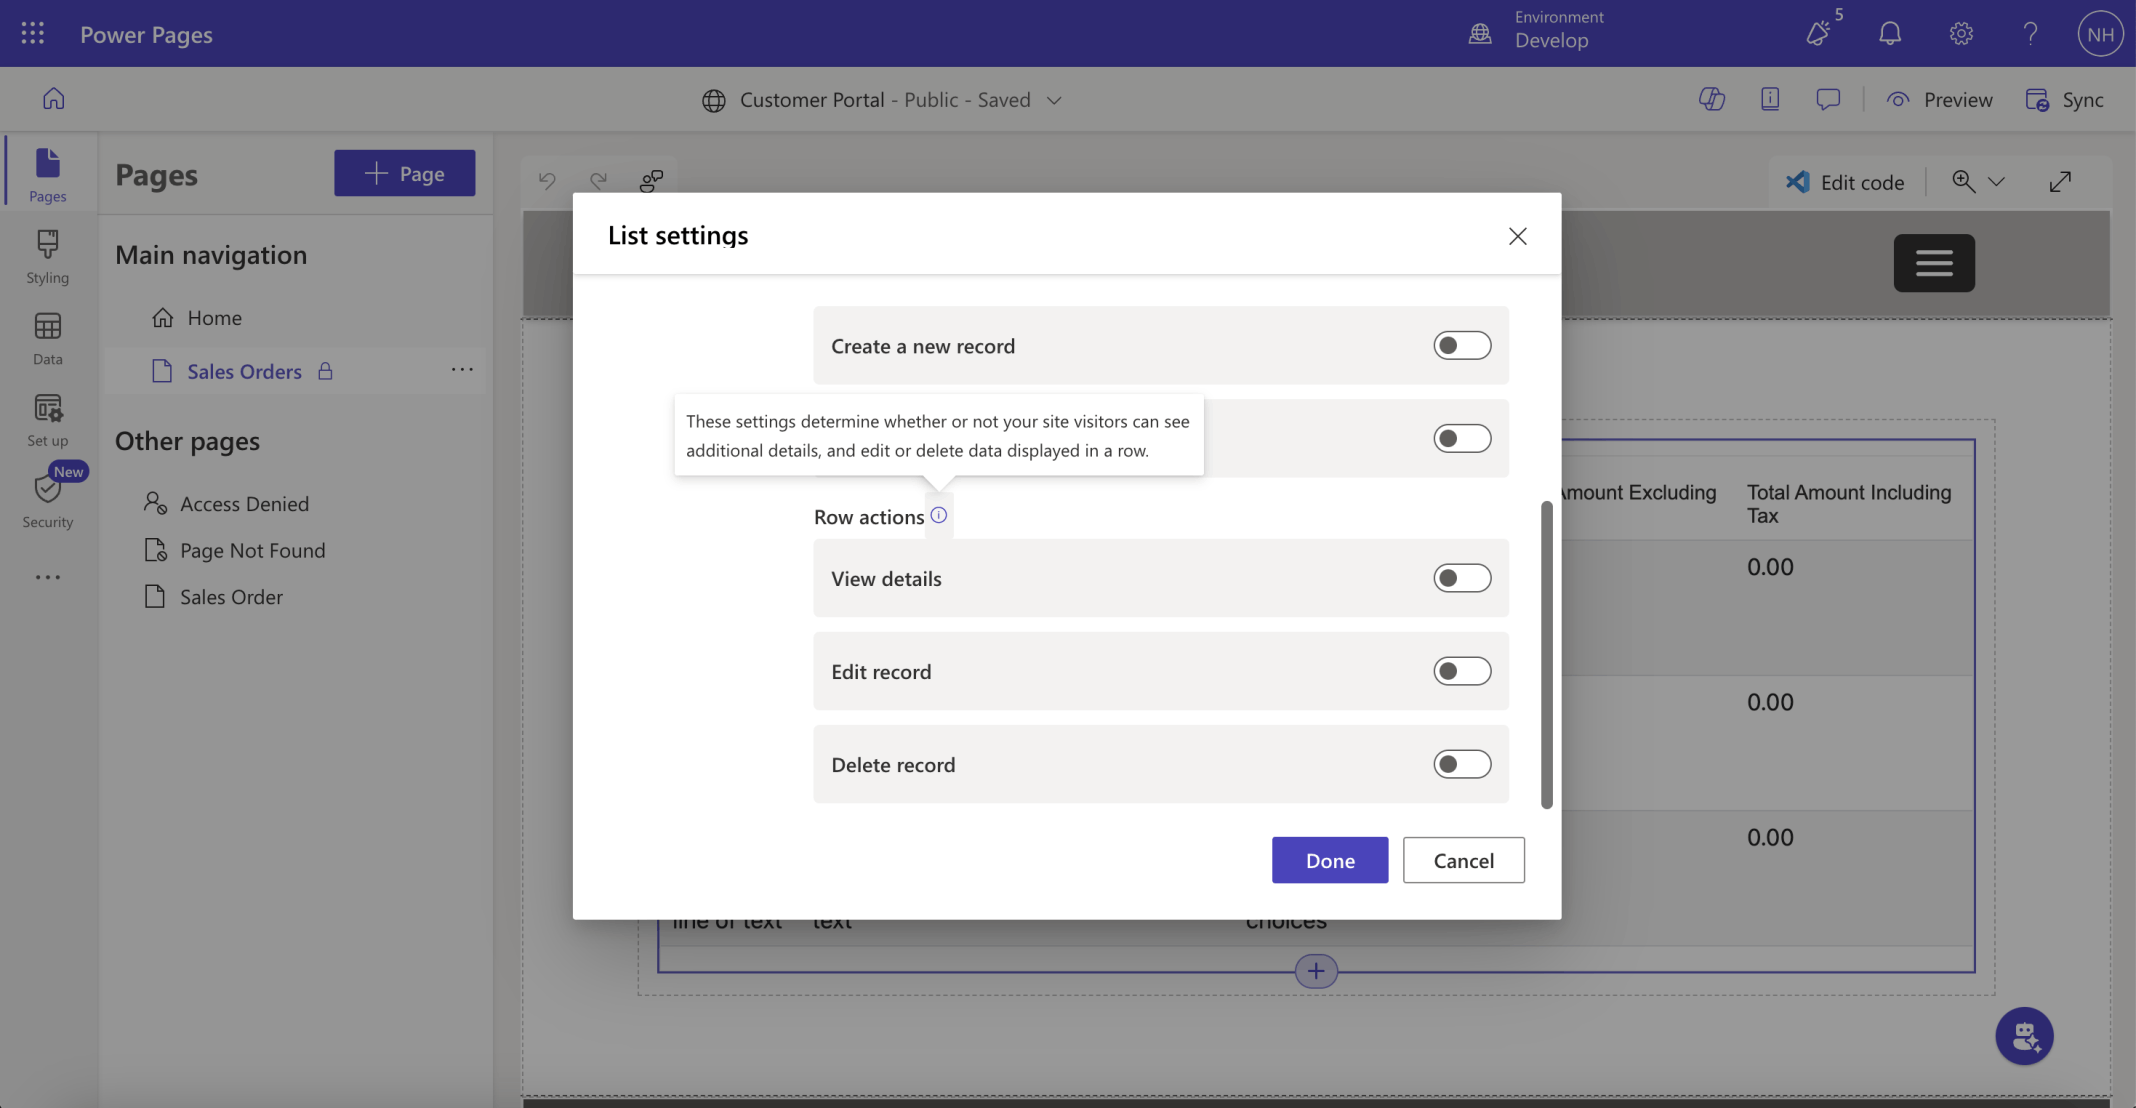 Power Pages
Environment
Develop
5
NH
Customer Portal - Public - Saved
Preview
Sync
Pages
Styling
Data
Set up
New
Security
Pages
Page
Main navigation
Home
Sales Orders
Other pages
Access Denied
Page Not Found
Sales Order
Edit code
List settings
Create a new record
These settings determine whether or not your site visitors can see
additional details, and edit or delete data displayed in a row.
Row actions
View details
Edit record
Delete record
Done
Cancel
Amount Excluding
Total Amount Including
Tax
0.00
0.00
0.00
line of text
text
choices